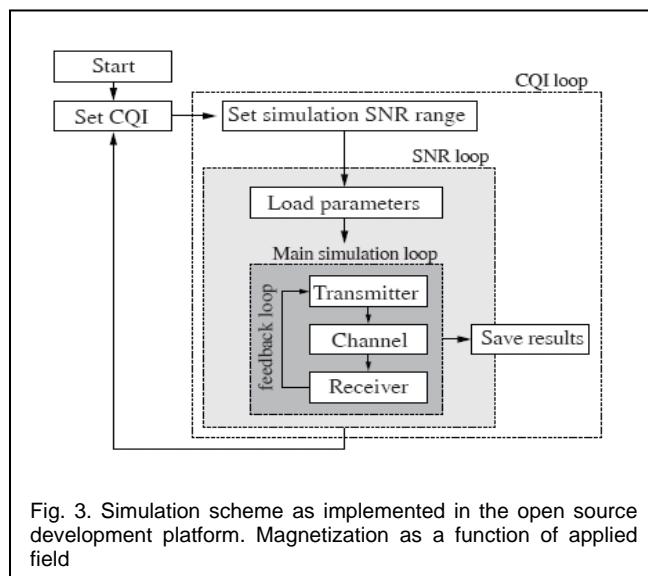 Start
CQI loop
Set CQI
Set simulation SNR range
SNR loop
Load parameters
Main simulation loop
feedback loop
Transmitter
Channel
Receiver
Save results
Fig. 3. Simulation scheme as implemented in the open source
development platform. Magnetization as a function of applied
field